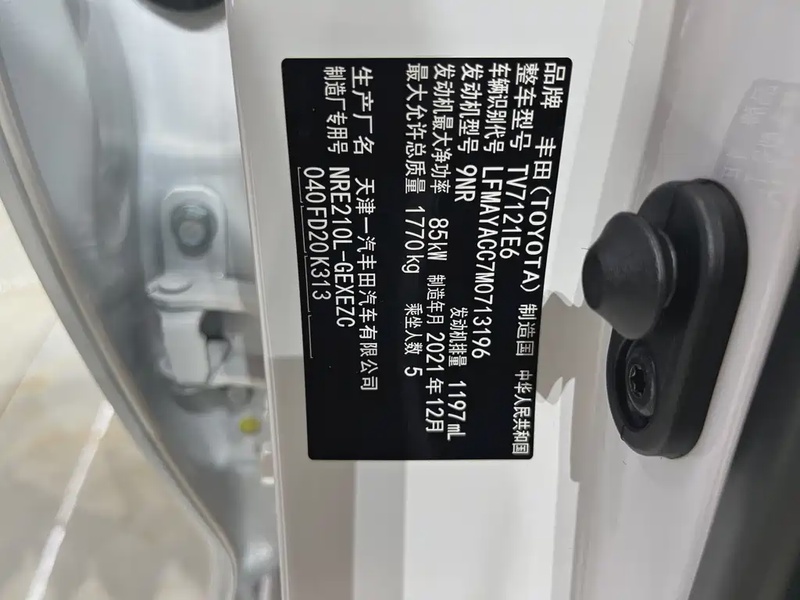 品牌 丰田(TOYOTA) 制造国 中华人民共和国
整车型号 TV7121E6
车辆识别代号 LFMAYACC7M0713196
发动机型号 9NR 发动机排量 1197mL
发动机最大净功率 85kW 制造年月 2021年12月
最大允许总质量 1770kg 乘坐人数 5
生产厂名 天津一汽丰田汽车有限公司
制造厂专用号 NRE210L-GEXEZC
040FD20K313